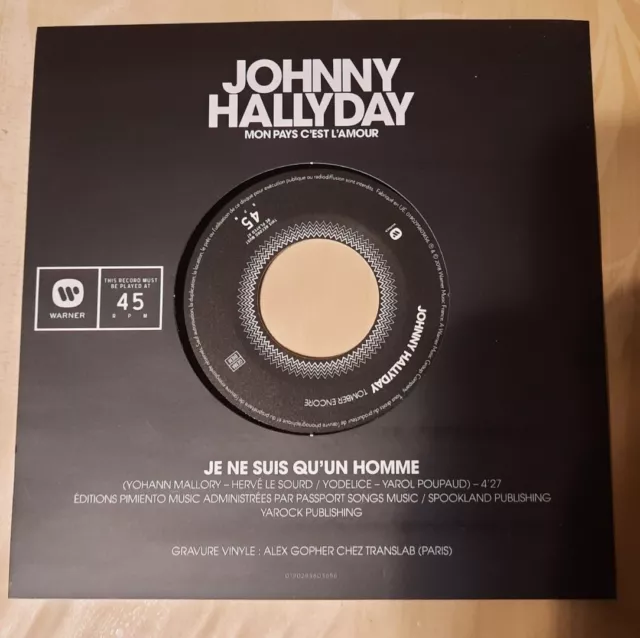 JOHNNY
HALLYDAY
MON PAYS C'EST L'AMOUR
45
THIS RECORD MUST
BE PLAYED AT
45
RPM
WARNER
JOHNNY HALLYDAY TOMBER ENCORE
JE NE SUIS QU'UN HOMME
(YOHANN MALLORY – HERVÉ LE SOURD / YODELICE – YAROL POUPAUD) – 4'27
ÉDITIONS PIMIENTO MUSIC ADMINISTRÉES PAR PASSPORT SONGS MUSIC / SPOOKLAND PUBLISHING
YAROCK PUBLISHING
GRAVURE VINYLE : ALEX GOPHER CHEZ TRANSLAB (PARIS)